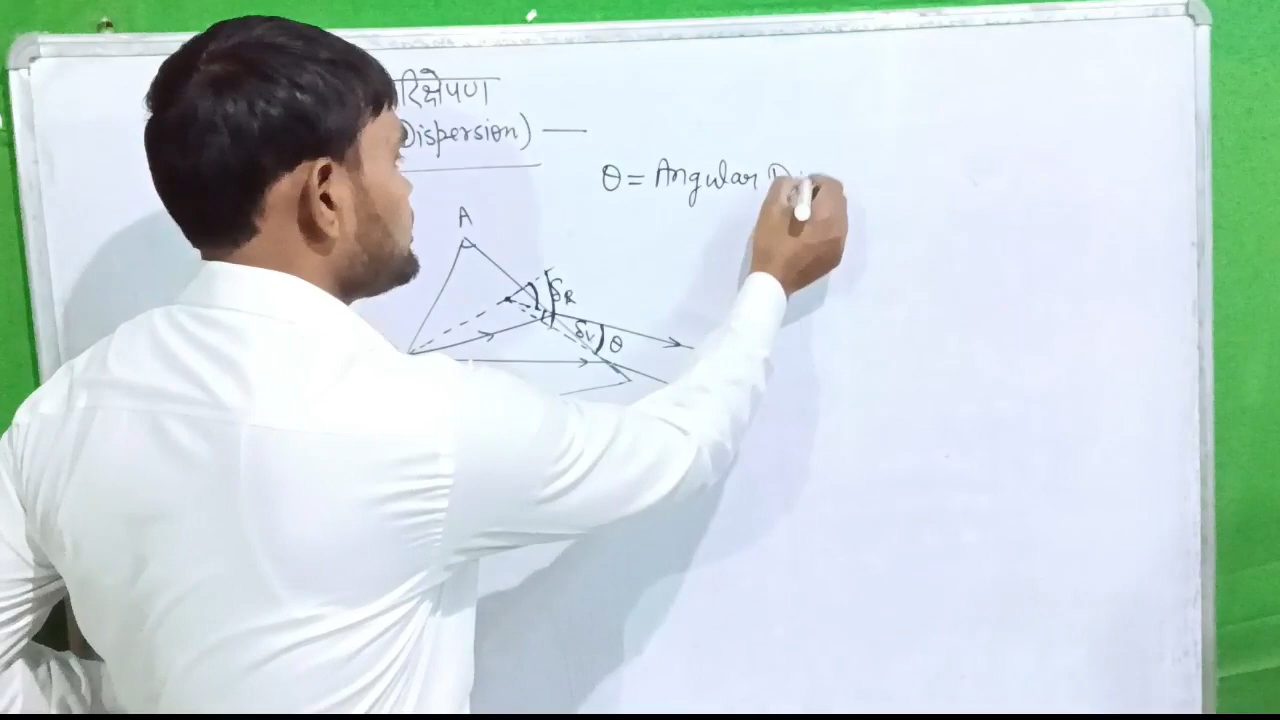 रिक्षेपण
Dispersion) —
θ = Angular
A
δR
δv
θ